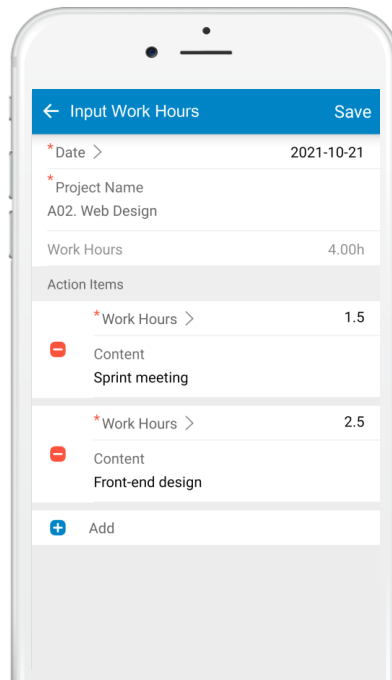 Input Work Hours Save
*Date > 2021-10-21
*Project Name
A02. Web Design
Work Hours 4.00h
Action Items
*Work Hours > 1.5
Content
Sprint meeting
*Work Hours > 2.5
Content
Front-end design
Add